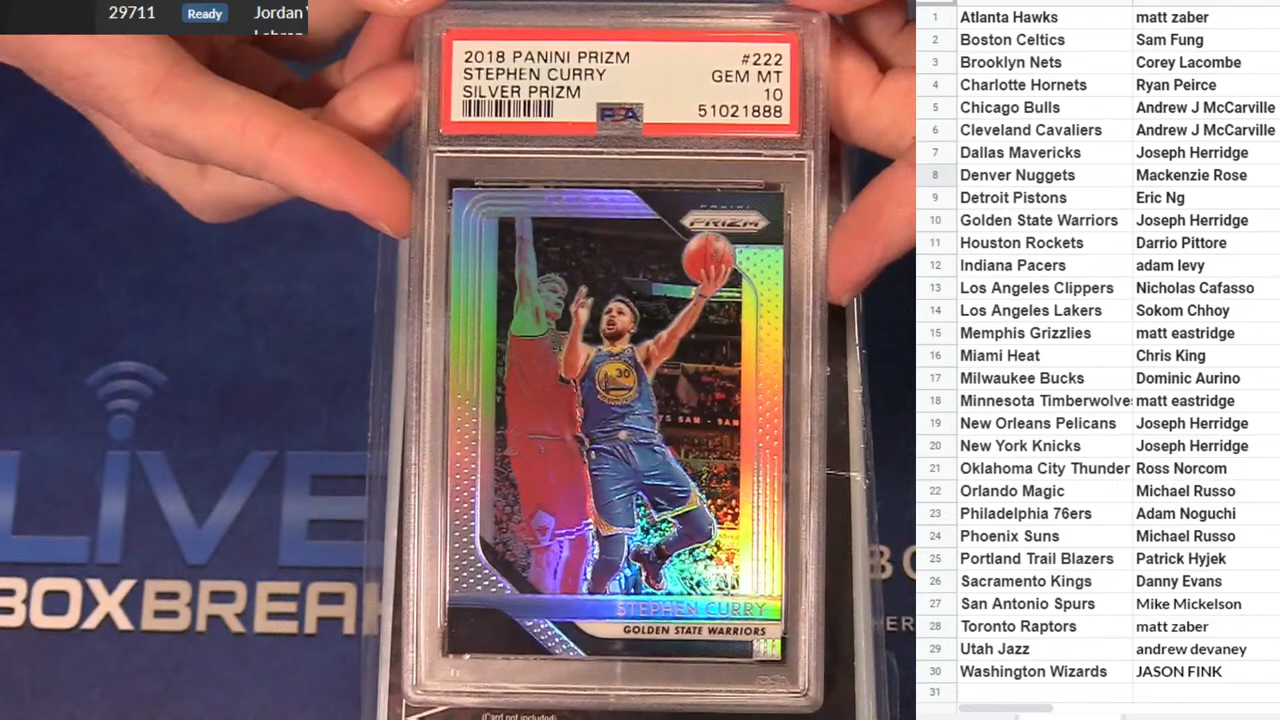 29711 Ready Jordan
2018 PANINI PRIZM #222
STEPHEN CURRY GEM MT
SILVER PRIZM 10
PSA 51021888
PANINI
PRIZM
30
STEPHEN CURRY
GOLDEN STATE WARRIORS
LIVE
BOXBREA
(Card not included)
1 Atlanta Hawks matt zaber
2 Boston Celtics Sam Fung
3 Brooklyn Nets Corey Lacombe
4 Charlotte Hornets Ryan Peirce
5 Chicago Bulls Andrew J McCarville
6 Cleveland Cavaliers Andrew J McCarville
7 Dallas Mavericks Joseph Herridge
8 Denver Nuggets Mackenzie Rose
9 Detroit Pistons Eric Ng
10 Golden State Warriors Joseph Herridge
11 Houston Rockets Darrio Pittore
12 Indiana Pacers adam levy
13 Los Angeles Clippers Nicholas Cafasso
14 Los Angeles Lakers Sokom Chhoy
15 Memphis Grizzlies matt eastridge
16 Miami Heat Chris King
17 Milwaukee Bucks Dominic Aurino
18 Minnesota Timberwolve matt eastridge
19 New Orleans Pelicans Joseph Herridge
20 New York Knicks Joseph Herridge
21 Oklahoma City Thunder Ross Norcom
22 Orlando Magic Michael Russo
23 Philadelphia 76ers Adam Noguchi
24 Phoenix Suns Michael Russo
25 Portland Trail Blazers Patrick Hyjek
26 Sacramento Kings Danny Evans
27 San Antonio Spurs Mike Mickelson
28 Toronto Raptors matt zaber
29 Utah Jazz andrew devaney
30 Washington Wizards JASON FINK
31